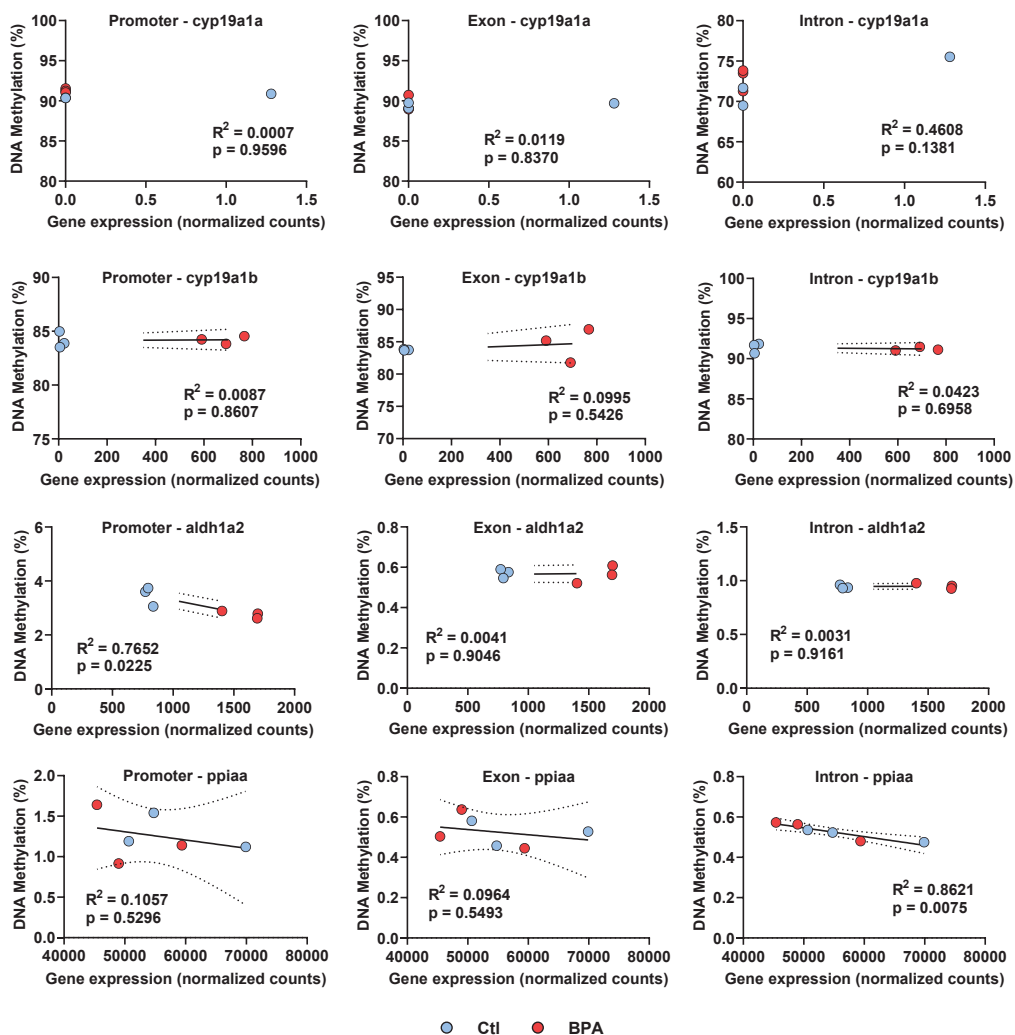 Promoter - cyp19a1a
DNA Methylation (%)
100
95
90
85
80
R² = 0.0007
p = 0.9596
0.0 0.5 1.0 1.5
Gene expression (normalized counts)
Exon - cyp19a1a
DNA Methylation (%)
100
95
90
85
80
R² = 0.0119
p = 0.8370
0.0 0.5 1.0 1.5
Gene expression (normalized counts)
Intron - cyp19a1a
DNA Methylation (%)
80
75
70
65
60
R² = 0.4608
p = 0.1381
0.0 0.5 1.0 1.5
Gene expression (normalized counts)
Promoter - cyp19a1b
DNA Methylation (%)
90
85
80
75
R² = 0.0087
p = 0.8607
0 200 400 600 800 1000
Gene expression (normalized counts)
Exon - cyp19a1b
DNA Methylation (%)
95
90
85
80
75
70
R² = 0.0995
p = 0.5426
0 200 400 600 800 1000
Gene expression (normalized counts)
Intron - cyp19a1b
DNA Methylation (%)
100
95
90
85
80
R² = 0.0423
p = 0.6958
0 200 400 600 800 1000
Gene expression (normalized counts)
Promoter - aldh1a2
DNA Methylation (%)
6
4
2
0
R² = 0.7652
p = 0.0225
0 500 1000 1500 2000
Gene expression (normalized counts)
Exon - aldh1a2
DNA Methylation (%)
0.8
0.6
0.4
0.2
0.0
R² = 0.0041
p = 0.9046
0 500 1000 1500 2000
Gene expression (normalized counts)
Intron - aldh1a2
DNA Methylation (%)
1.5
1.0
0.5
0.0
R² = 0.0031
p = 0.9161
0 500 1000 1500 2000
Gene expression (normalized counts)
Promoter - ppiaa
DNA Methylation (%)
2.0
1.5
1.0
0.5
0.0
R² = 0.1057
p = 0.5296
40000 50000 60000 70000 80000
Gene expression (normalized counts)
Exon - ppiaa
DNA Methylation (%)
0.8
0.6
0.4
0.2
0.0
R² = 0.0964
p = 0.5493
40000 50000 60000 70000 80000
Gene expression (normalized counts)
Intron - ppiaa
DNA Methylation (%)
0.8
0.6
0.4
0.2
0.0
R² = 0.8621
p = 0.0075
40000 50000 60000 70000 80000
Gene expression (normalized counts)
Ctl BPA